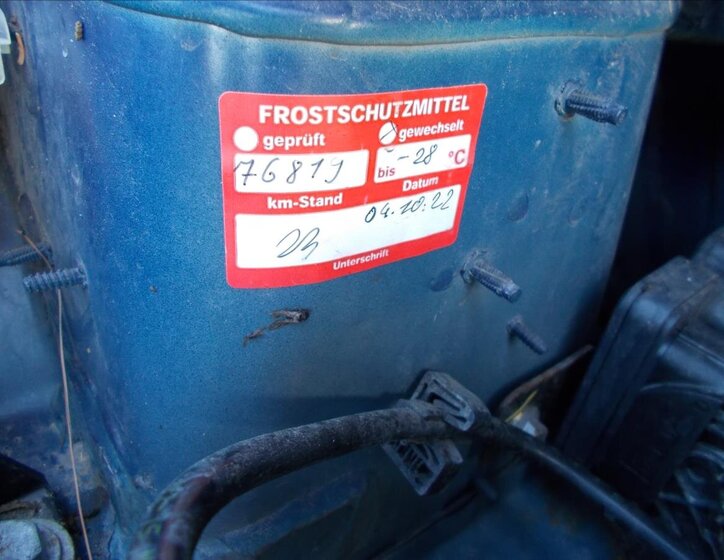 FROSTSCHUTZMITTEL
geprüft gewechselt
76819 bis -28 °C
km-Stand Datum
04.10.22
Unterschrift